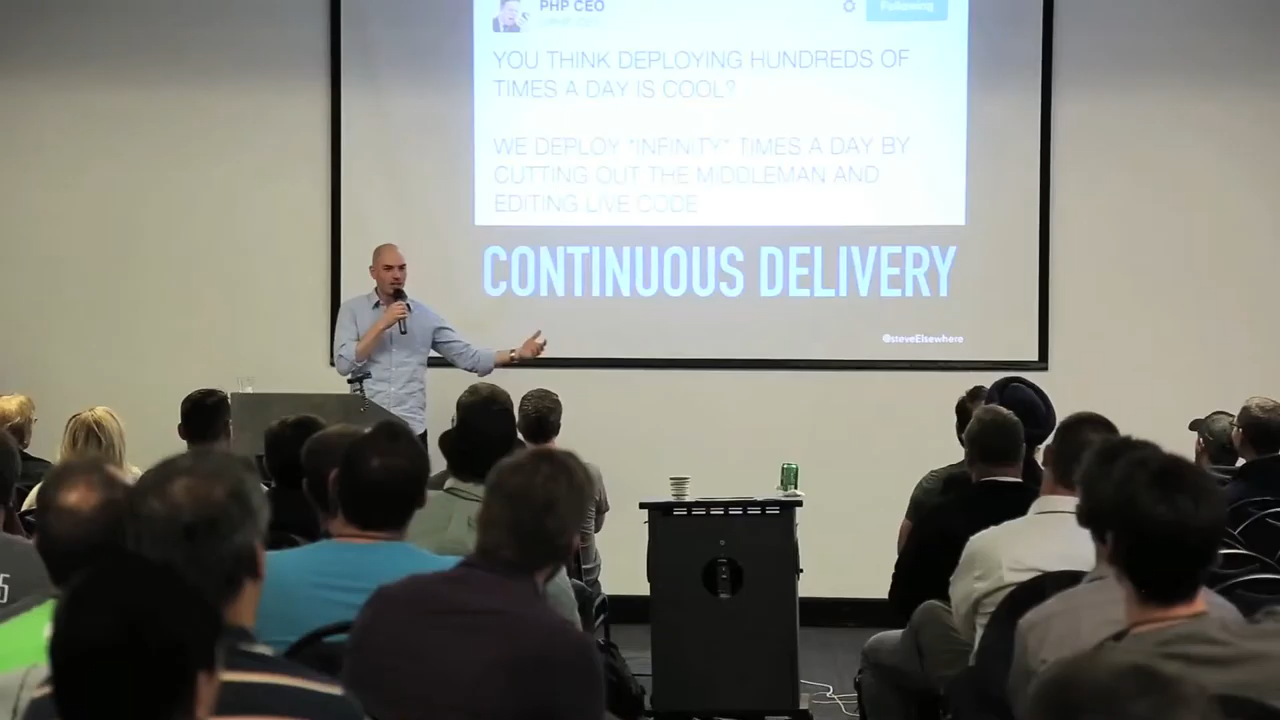 PHP CEO
Following
YOU THINK DEPLOYING HUNDREDS OF
TIMES A DAY IS COOL?
WE DEPLOY *INFINITY* TIMES A DAY BY
CUTTING OUT THE MIDDLEMAN AND
EDITING LIVE CODE
CONTINUOUS DELIVERY
@steveElsewhere